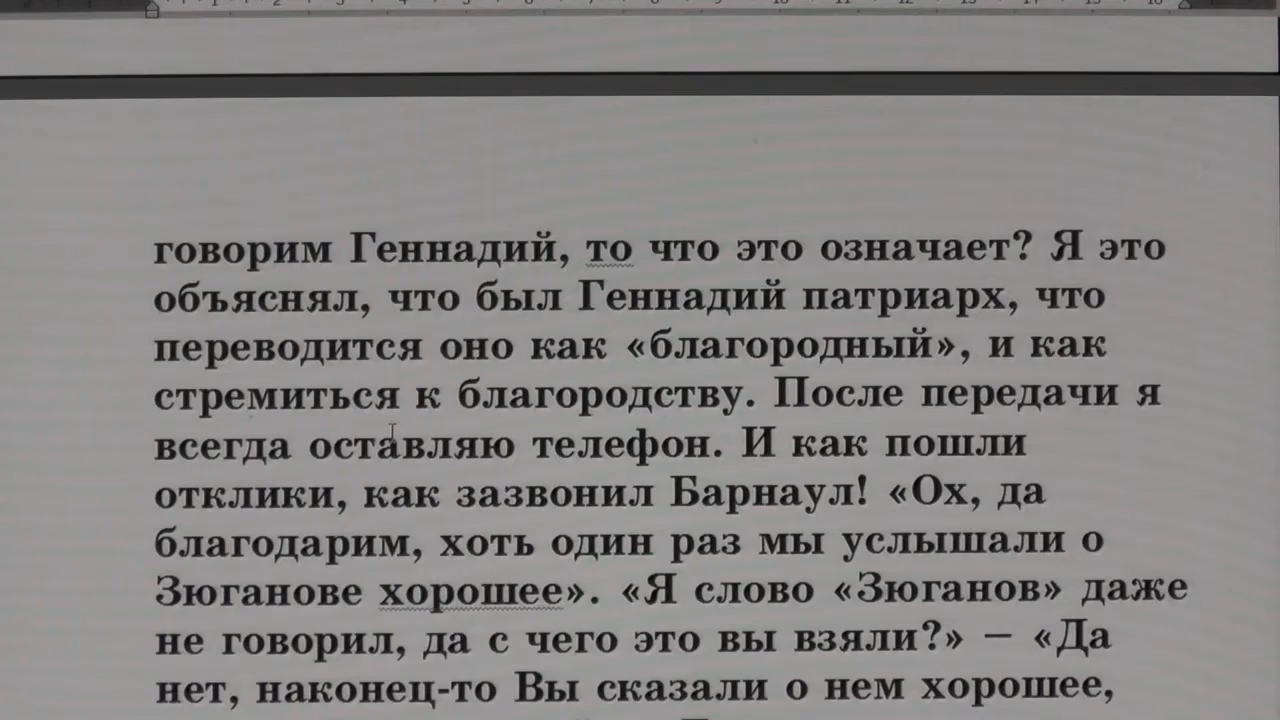 говорим Геннадий, то что это означает? Я это
объяснял, что был Геннадий патриарх, что
переводится оно как «благородный», и как
стремиться к благородству. После передачи я
всегда оставляю телефон. И как пошли
отклики, как зазвонил Барнаул! «Ох, да
благодарим, хоть один раз мы услышали о
Зюганове хорошее». «Я слово «Зюганов» даже
не говорил, да с чего это вы взяли?» – «Да
нет, наконец-то Вы сказали о нем хорошее,